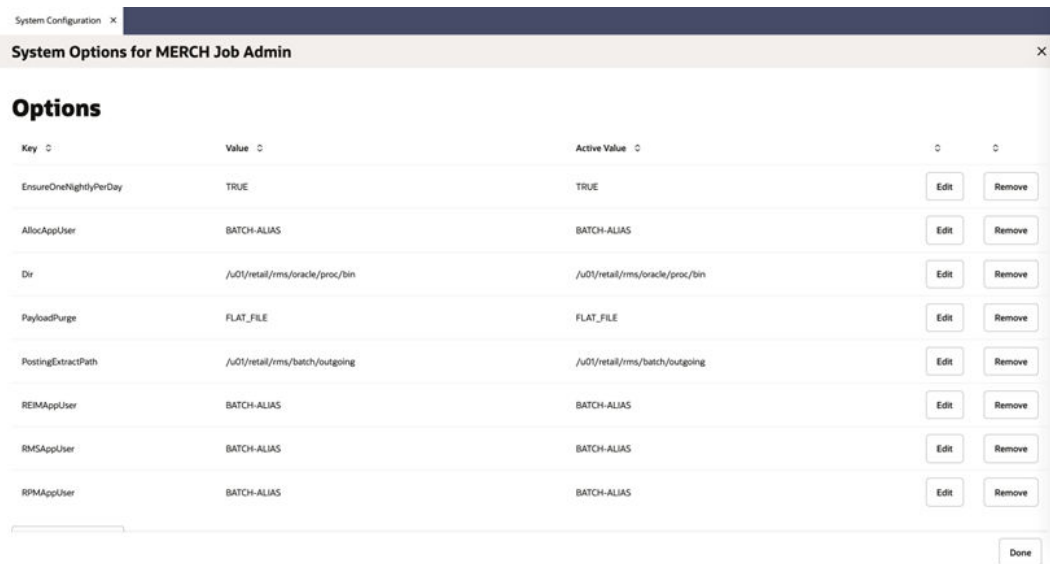 System Configuration ×
System Options for MERCH Job Admin ×
Options
Key Value Active Value
EnsureOneNightlyPerDay TRUE TRUE Edit Remove
AllocAppUser BATCH-ALIAS BATCH-ALIAS Edit Remove
Dir /u01/retail/rms/oracle/proc/bin /u01/retail/rms/oracle/proc/bin Edit Remove
PayloadPurge FLAT_FILE FLAT_FILE Edit Remove
PostingExtractPath /u01/retail/rms/batch/outgoing /u01/retail/rms/batch/outgoing Edit Remove
REIMAppUser BATCH-ALIAS BATCH-ALIAS Edit Remove
RMSAppUser BATCH-ALIAS BATCH-ALIAS Edit Remove
RPMAppUser BATCH-ALIAS BATCH-ALIAS Edit Remove
Done